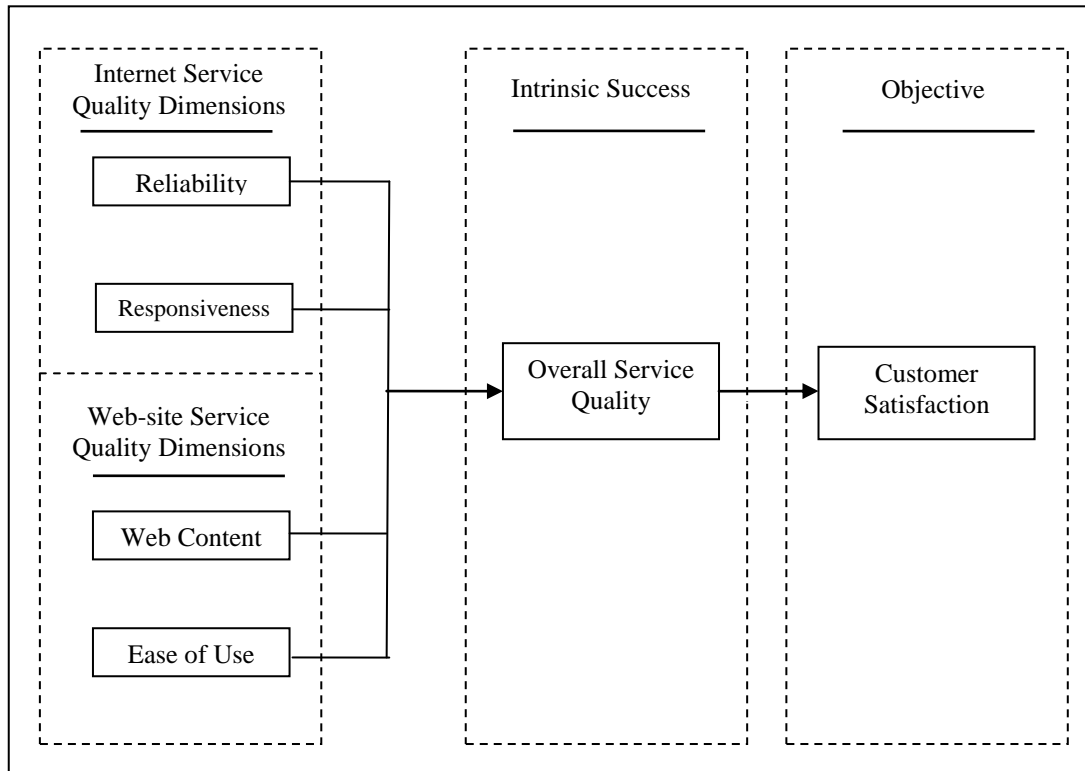 Internet Service
Quality Dimensions
Reliability
Responsiveness
Web-site Service
Quality Dimensions
Web Content
Ease of Use
Intrinsic Success
Overall Service
Quality
Objective
Customer
Satisfaction